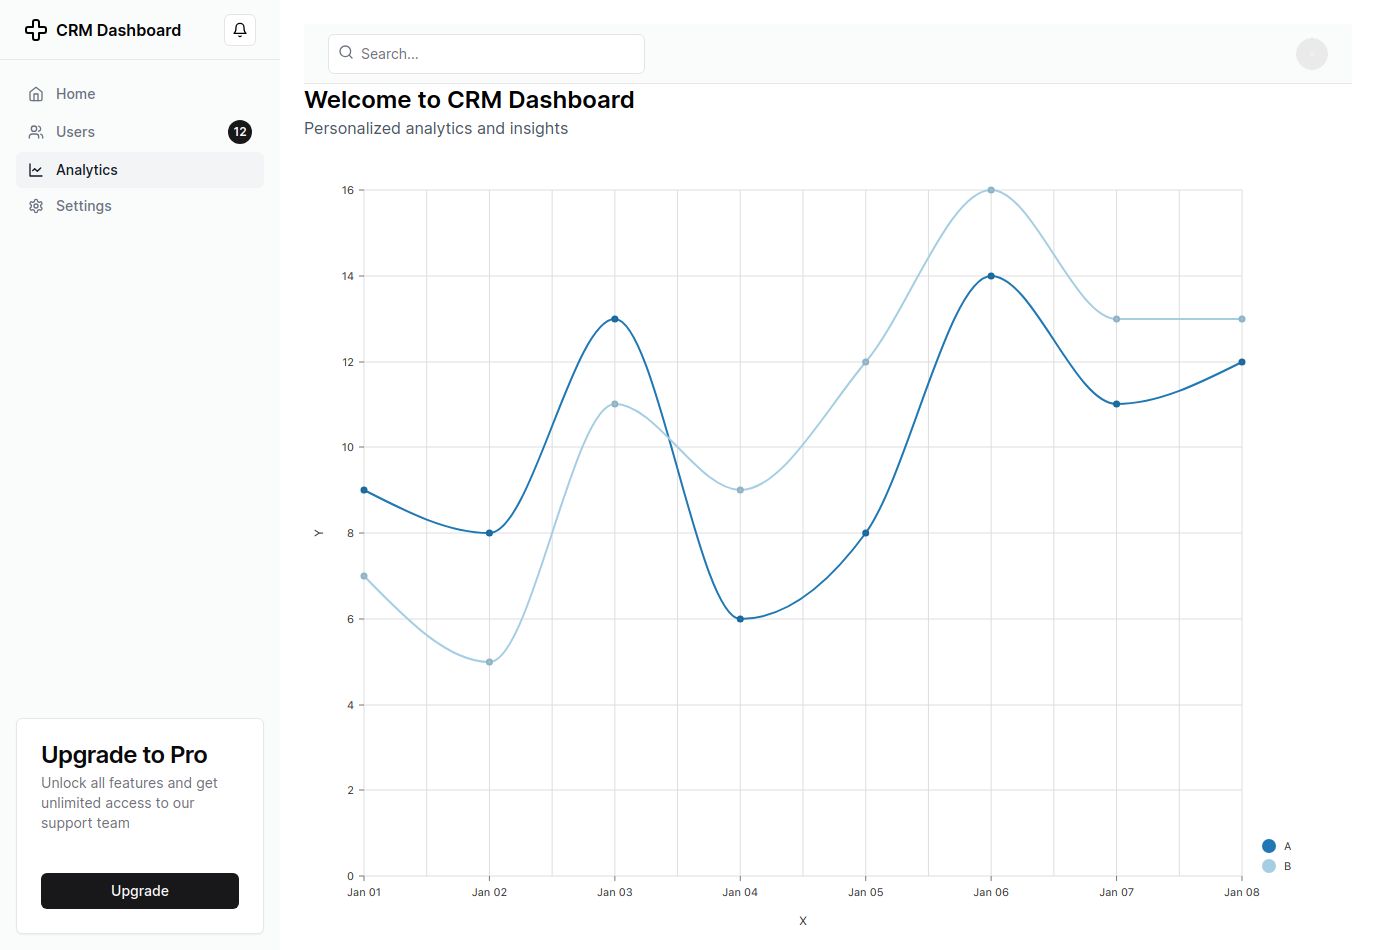 CRM Dashboard
Home
Users
12
Analytics
Settings
Upgrade to Pro
Unlock all features and get
unlimited access to our
support team
Upgrade
Search...
Welcome to CRM Dashboard
Personalized analytics and insights
16
14
12
10
8
6
4
2
0
Y
Jan 01 Jan 02 Jan 03 Jan 04 Jan 05 Jan 06 Jan 07 Jan 08
X
A
B